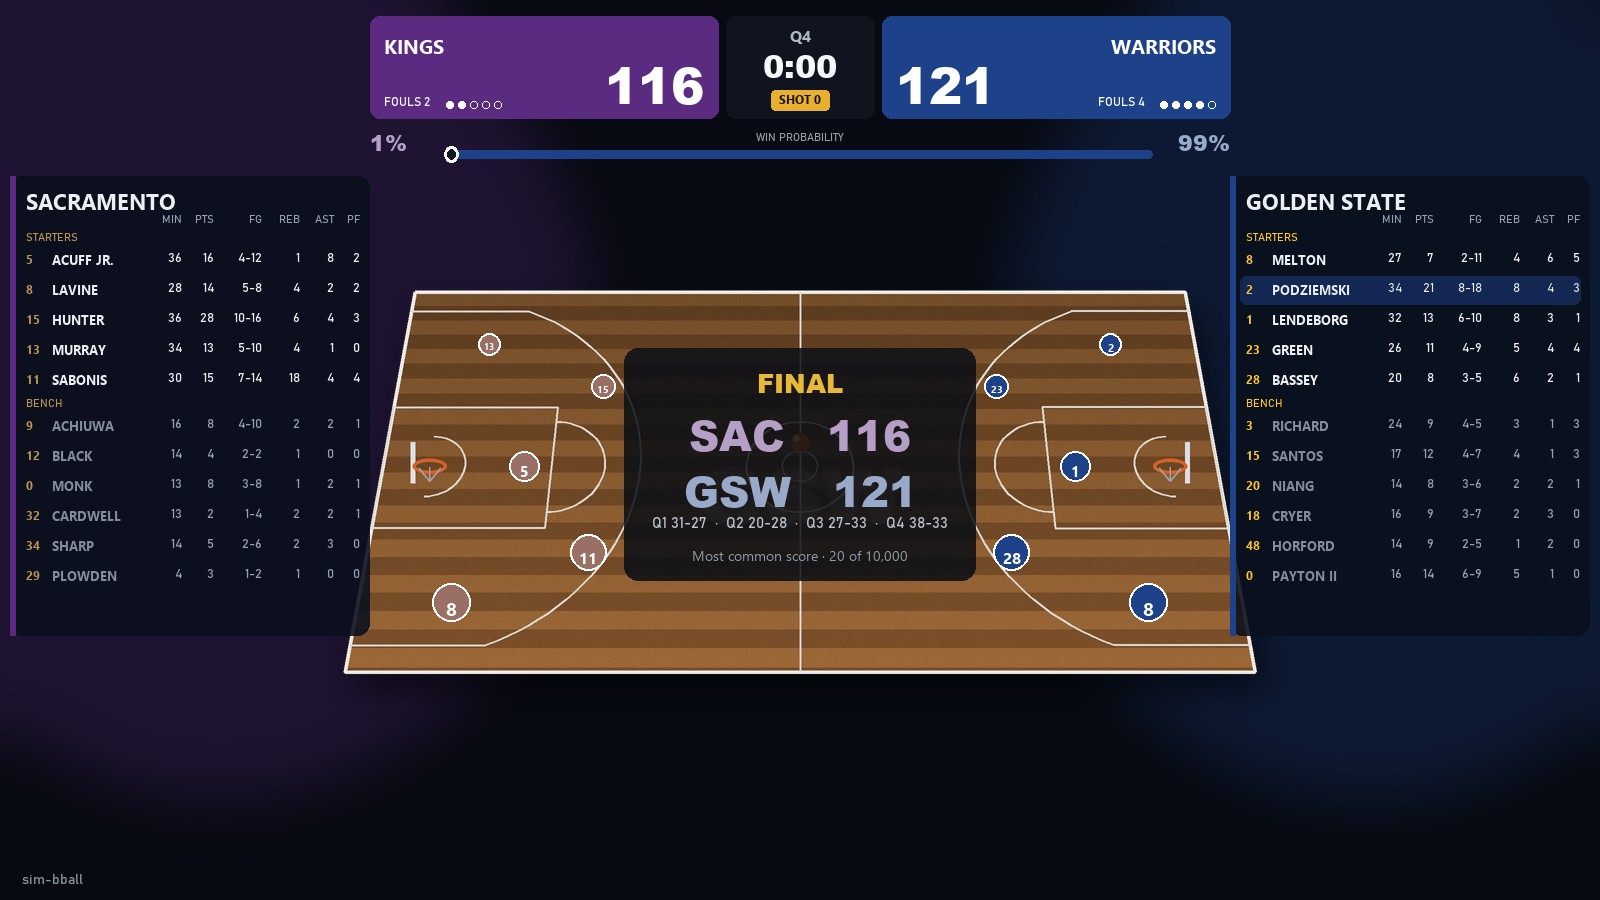 KINGS
116
FOULS 2
Q4
0:00
SHOT 0
WARRIORS
121
FOULS 4
1%
WIN PROBABILITY
99%
SACRAMENTO
MIN PTS FG REB AST PF
STARTERS
5 ACUFF JR. 36 16 4-12 1 8 2
8 LAVINE 28 14 5-8 4 2 2
15 HUNTER 36 28 10-16 6 4 3
13 MURRAY 34 13 5-10 4 1 0
11 SABONIS 30 15 7-14 18 4 4
BENCH
9 ACHIUWA 16 8 4-10 2 2 1
12 BLACK 14 4 2-2 1 0 0
0 MONK 13 8 3-8 1 2 1
32 CARDWELL 13 2 1-4 2 2 1
34 SHARP 14 5 2-6 2 3 0
29 PLOWDEN 4 3 1-2 1 0 0
13
15
5
11
8
FINAL
SAC 116
GSW 121
Q1 31-27 · Q2 20-28 · Q3 27-33 · Q4 38-33
Most common score · 20 of 10,000
2
23
1
28
8
GOLDEN STATE
MIN PTS FG REB AST PF
STARTERS
8 MELTON 27 7 2-11 4 6 5
2 PODZIEMSKI 34 21 8-18 8 4 3
1 LENDEBORG 32 13 6-10 8 3 1
23 GREEN 26 11 4-9 5 4 4
28 BASSEY 20 8 3-5 6 2 1
BENCH
3 RICHARD 24 9 4-5 3 1 3
15 SANTOS 17 12 4-7 4 1 3
20 NIANG 14 8 3-6 2 2 1
18 CRYER 16 9 3-7 2 3 0
48 HORFORD 14 9 2-5 1 2 0
0 PAYTON II 16 14 6-9 5 1 0
sim-bball